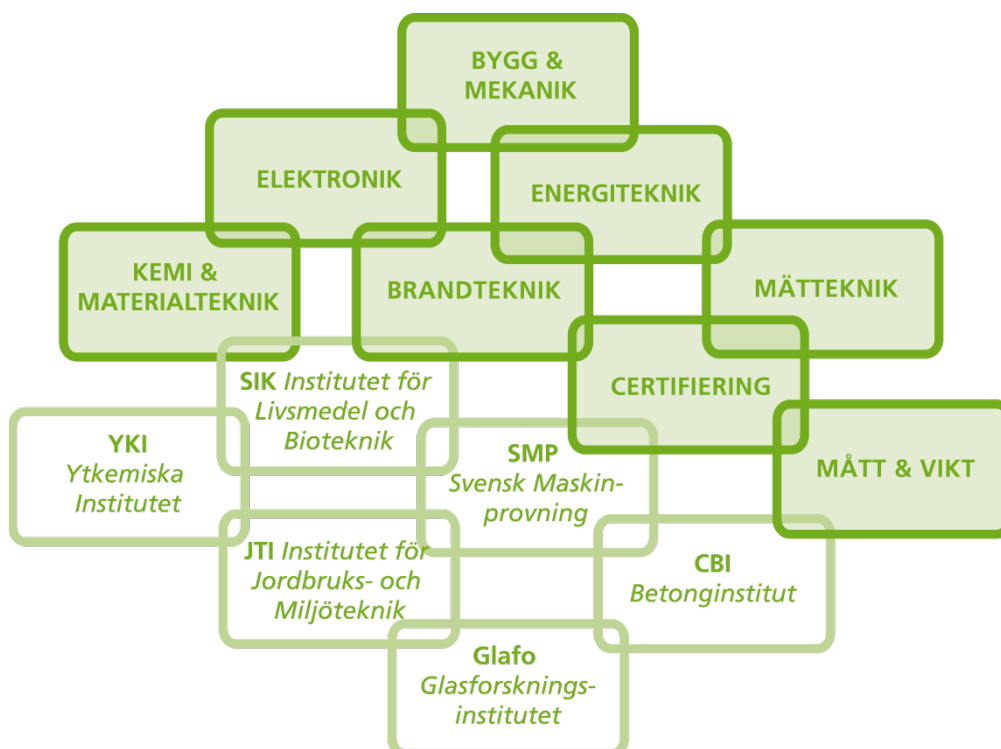 BYGG &
MEKANIK
ELEKTRONIK
ENERGITEKNIK
KEMI &
MATERIALTEKNIK
BRANDTEKNIK
MÄTTEKNIK
SIK Institutet för
Livsmedel och
Bioteknik
CERTIFIERING
YKI
Ytkemiska
Institutet
SMP
Svensk Maskin-
provning
MÅTT & VIKT
JTI Institutet för
Jordbruks- och
Miljöteknik
CBI
Betonginstitut
Glafo
Glasforsknings-
institutet